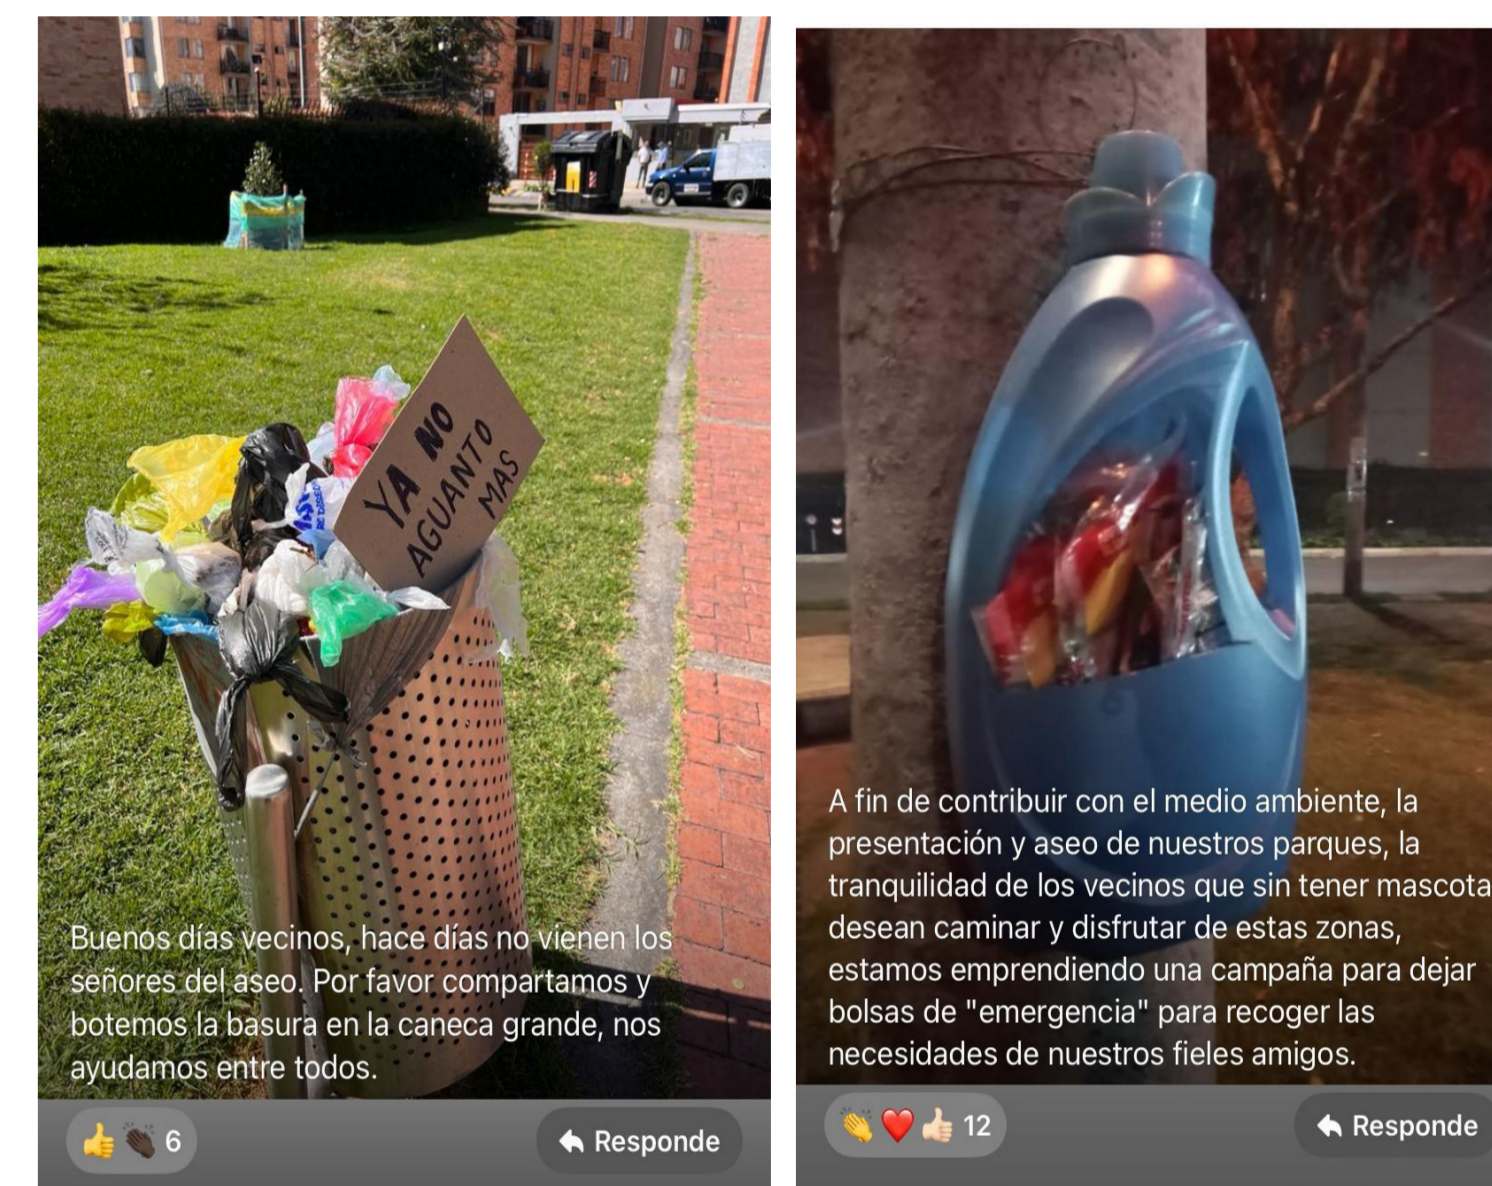 YA NO
AGUANTO
MAS
Buenos días vecinos, hace días no vienen los
señores del aseo. Por favor compartamos y
botemos la basura en la caneca grande, nos
ayudamos entre todos.
6
Responde
A fin de contribuir con el medio ambiente, la
presentación y aseo de nuestros parques, la
tranquilidad de los vecinos que sin tener mascota
desean caminar y disfrutar de estas zonas,
estamos emprendiendo una campaña para dejar
bolsas de "emergencia" para recoger las
necesidades de nuestros fieles amigos.
12
Responde